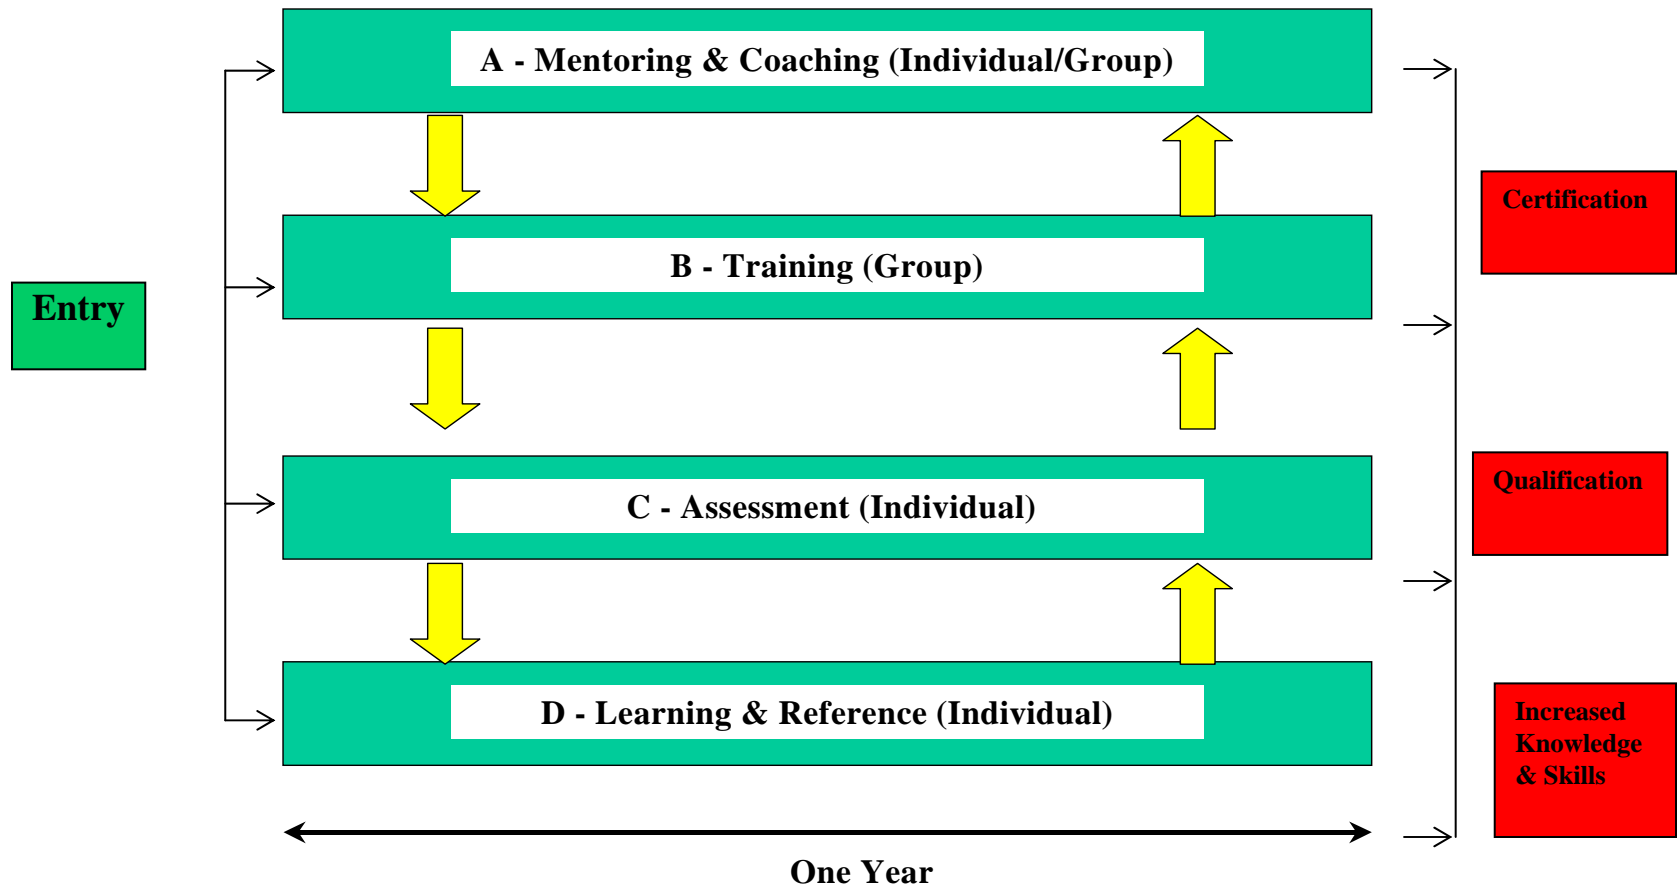 A - Mentoring & Coaching (Individual/Group)
Certification
B - Training (Group)
Entry
Qualification
C - Assessment (Individual)
D - Learning & Reference (Individual)
Increased
Knowledge
& Skills
One Year